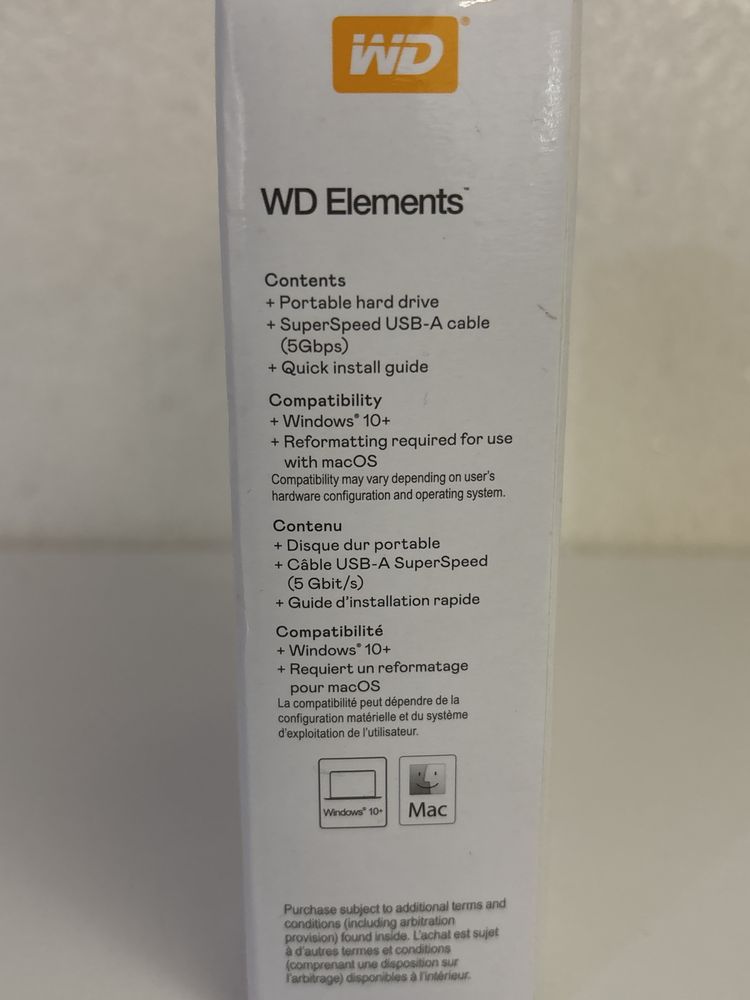 WD®
WD Elements™
Contents
+ Portable hard drive
+ SuperSpeed USB-A cable
(5Gbps)
+ Quick install guide
Compatibility
+ Windows® 10+
+ Reformatting required for use
with macOS
Compatibility may vary depending on user's
hardware configuration and operating system.
Contenu
+ Disque dur portable
+ Câble USB-A SuperSpeed
(5 Gbit/s)
+ Guide d'installation rapide
Compatibilité
+ Windows® 10+
+ Requiert un reformatage
pour macOS
La compatibilité peut dépendre de la
configuration matérielle et du système
d'exploitation de l'utilisateur.
Windows® 10+
Mac
Purchase subject to additional terms and
conditions (including arbitration
provision) found inside. L'achat est sujet
à d'autres termes et conditions
(comprenant une disposition sur
l'arbitrage) disponibles à l'intérieur.